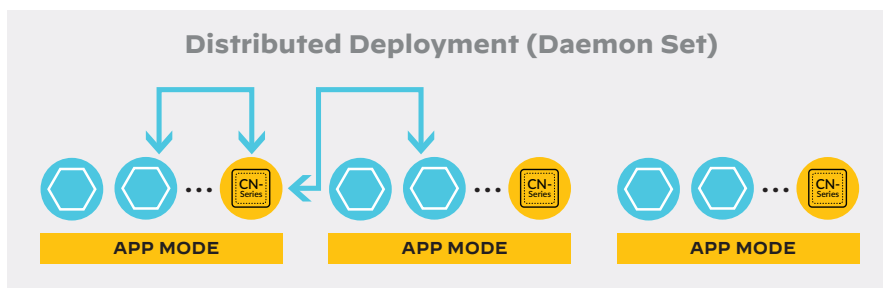 Distributed Deployment (Daemon Set)
... CN-
Series
... CN-
Series
... CN-
Series
APP MODE
APP MODE
APP MODE